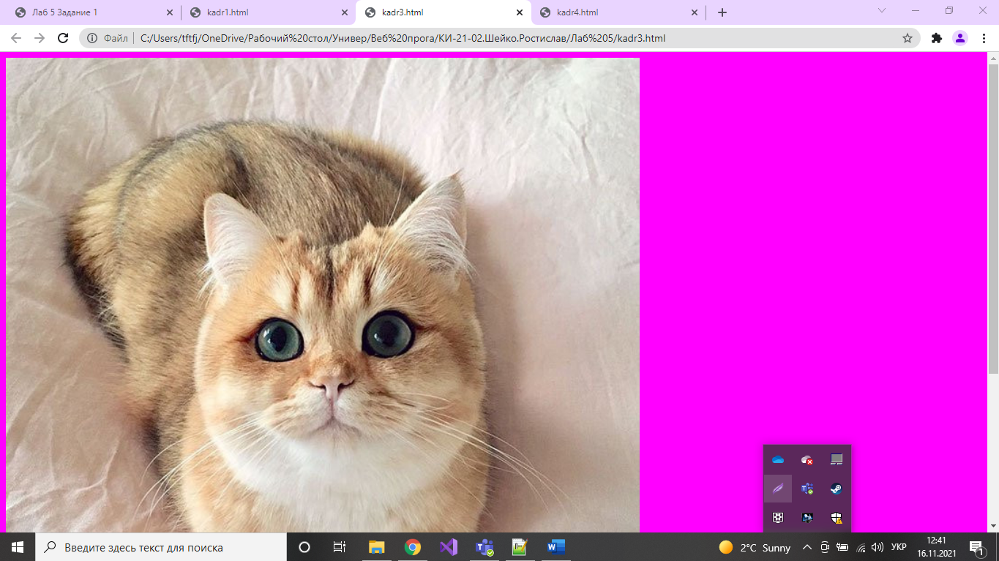 Лаб 5 Задание 1
kadr1.html
kadr3.html
kadr4.html
Файл
C:/Users/tftfj/OneDrive/Рабочий%20стол/Универ/Веб%20прога/КИ-21-02.Шейко.Ростислав/Лаб%205/kadr3.html
Введите здесь текст для поиска
2°C Sunny
УКР
12:41
16.11.2021
1